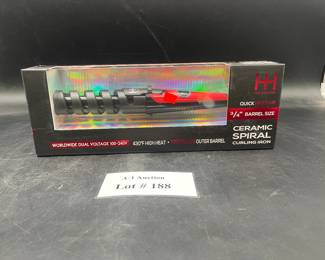 QUICK
3/4" BARREL SIZE
CERAMIC
SPIRAL
CURLING IRON
WORLDWIDE DUAL VOLTAGE 100-240V 430°F HIGH HEAT • OUTER BARREL
A-1 Auction
Lot # 188